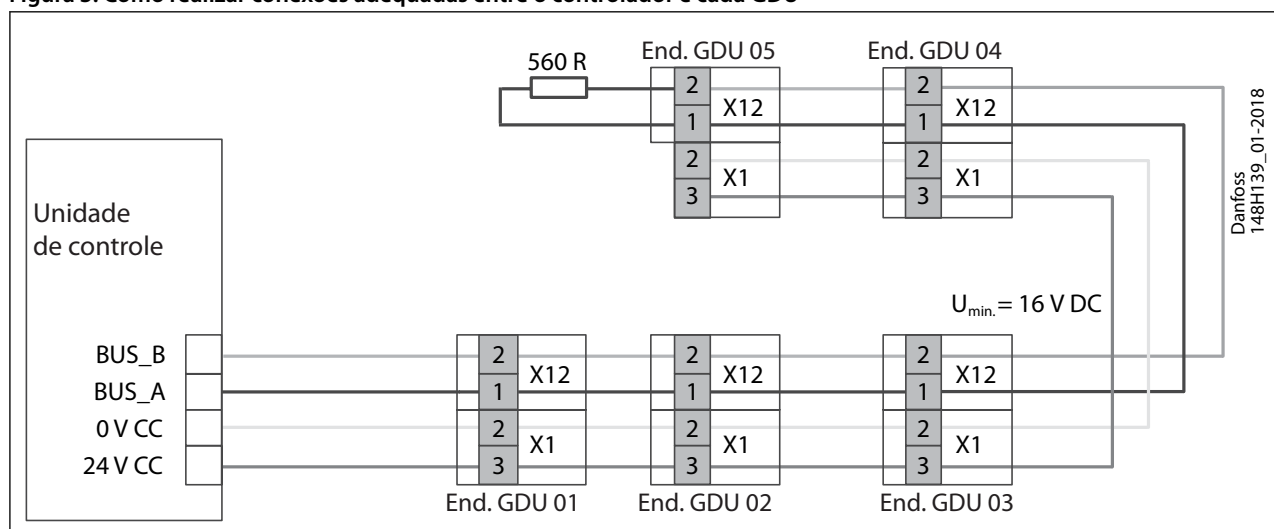 Figura 3: Como realizar conexões adequadas entre o controlador e cada GDU
560 R
End. GDU 05
End. GDU 04
2
1
X12
2
3
X1
2
1
X12
2
3
X1
Danfoss
148H139_01-2018
Unidade
de controle
Umin.= 16 V DC
BUS_B
BUS_A
0 V CC
24 V CC
2
1
X12
2
3
X1
2
1
X12
2
3
X1
2
1
X12
2
3
X1
End. GDU 01
End. GDU 02
End. GDU 03